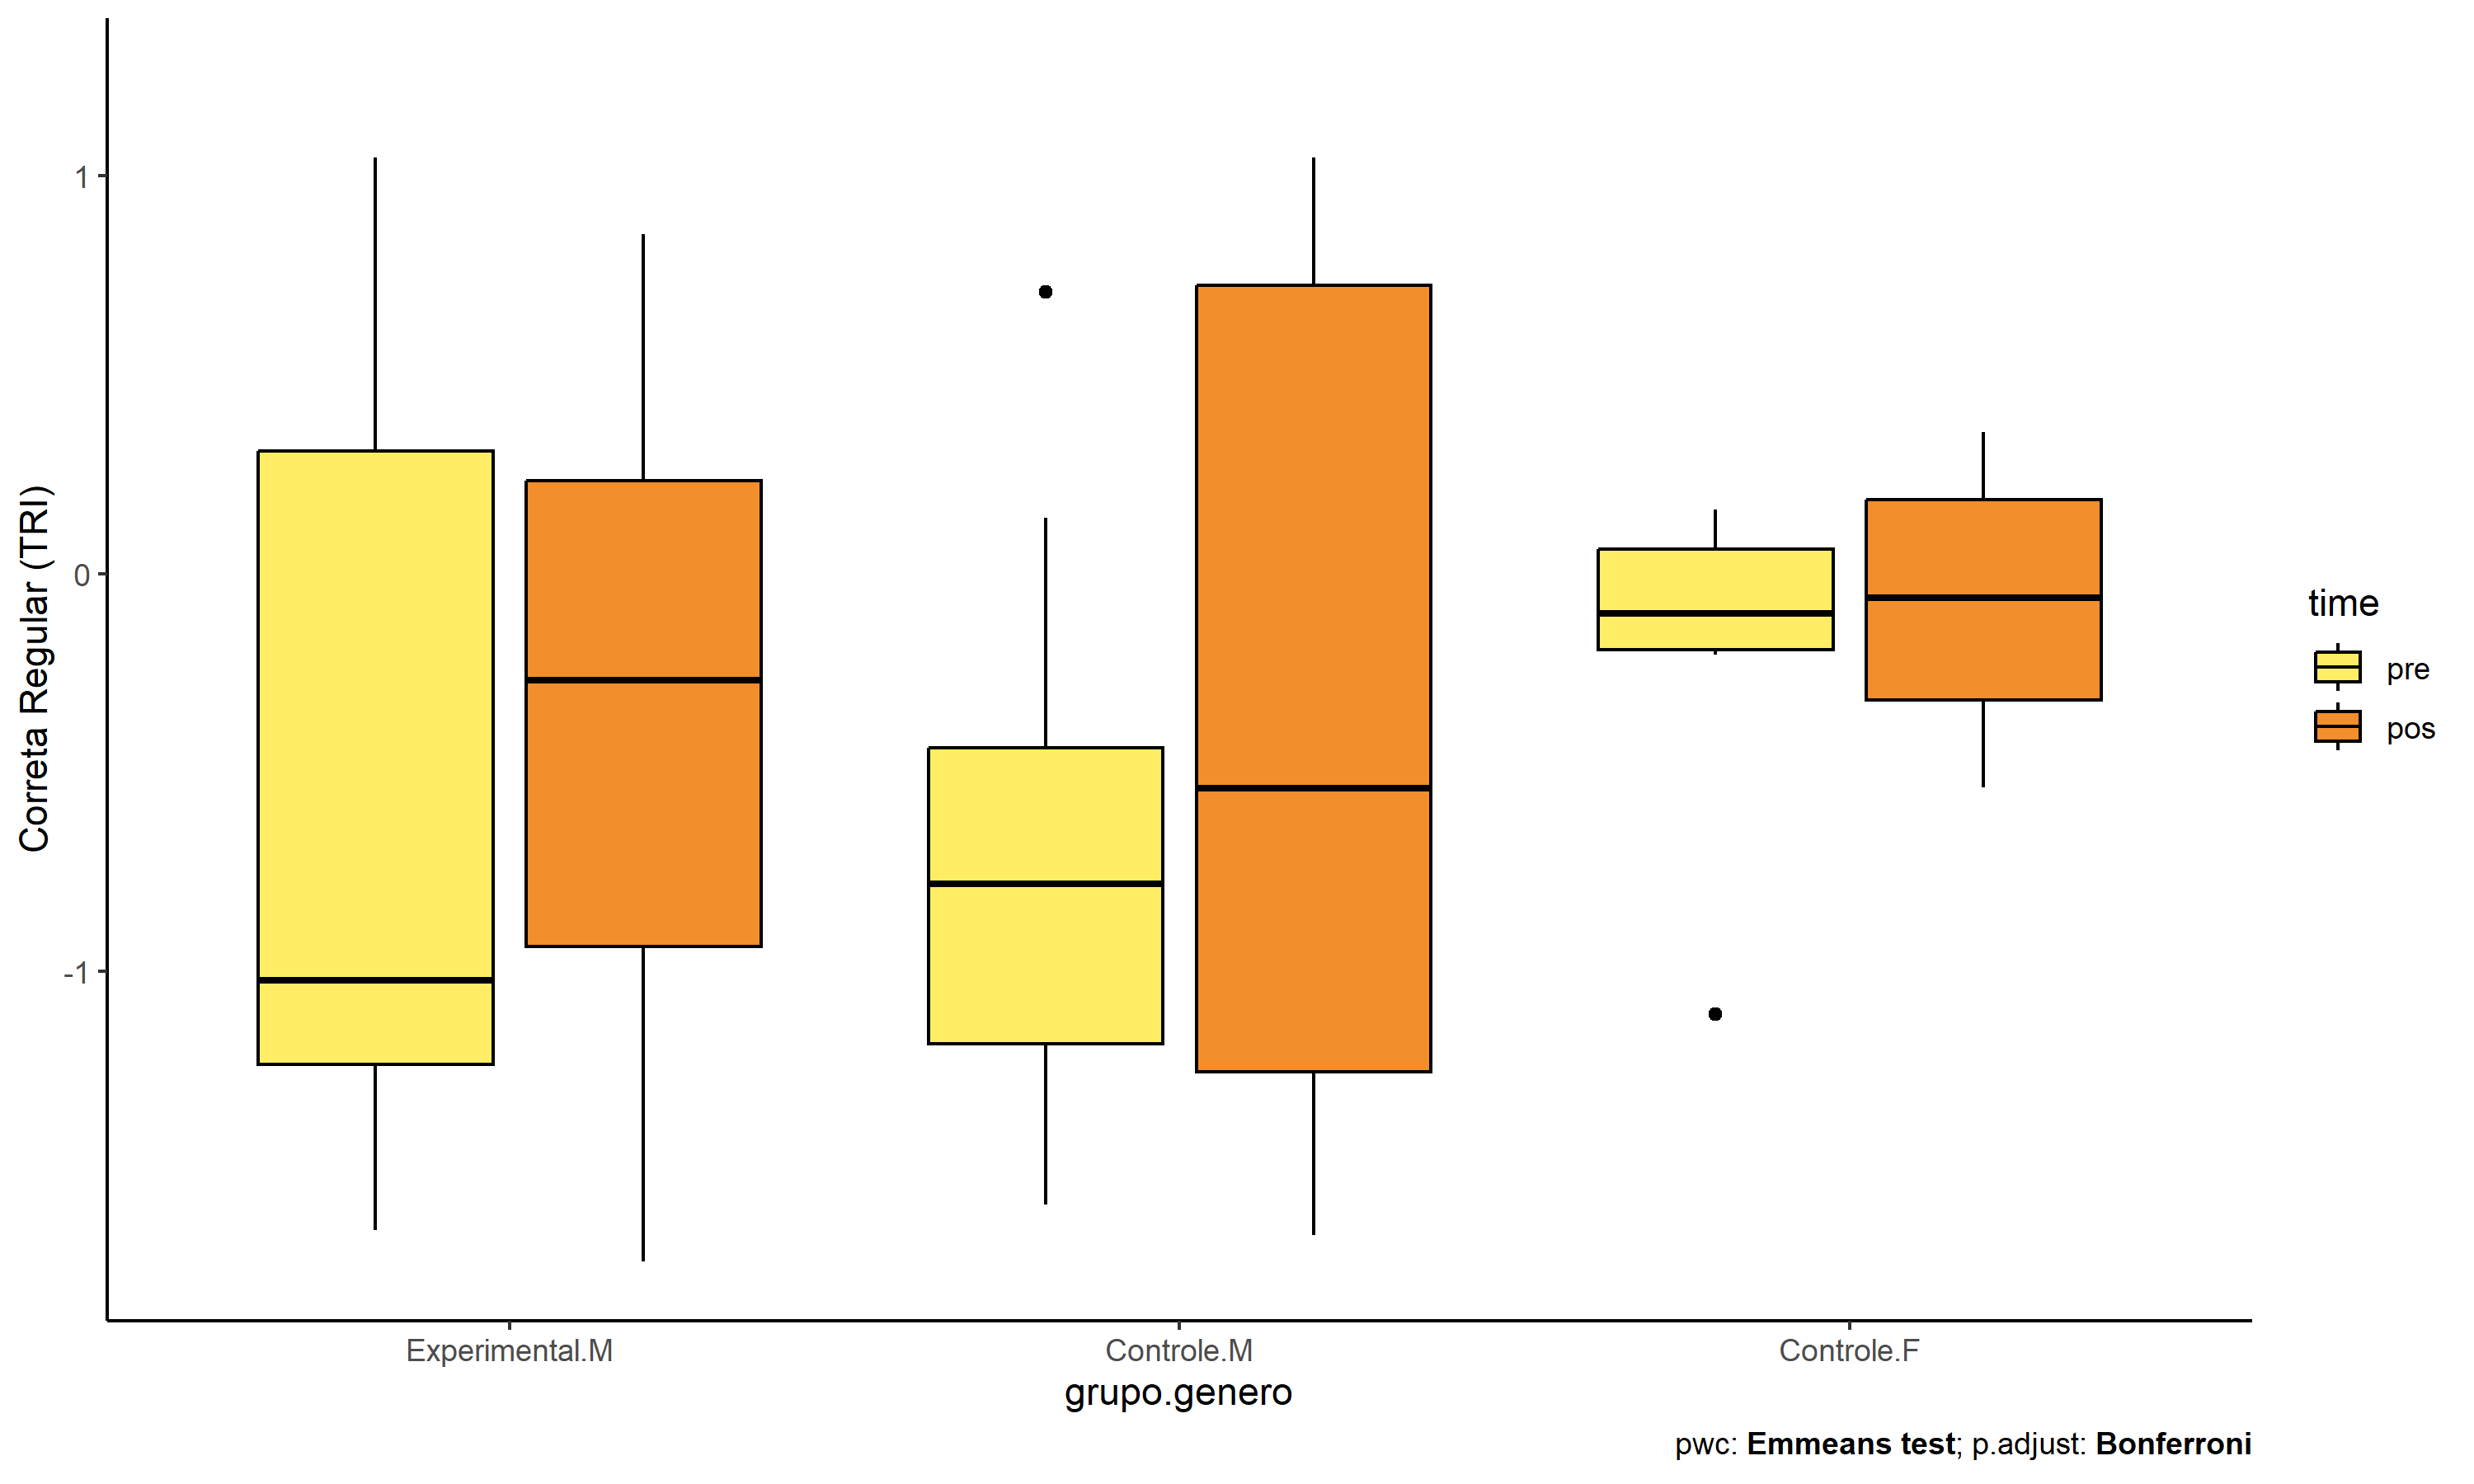 Correta Regular (TRI)
1
0
-1
Experimental.M
Controle.M
Controle.F
grupo.genero
time
pre
pos
pwc: Emmeans test; p.adjust: Bonferroni